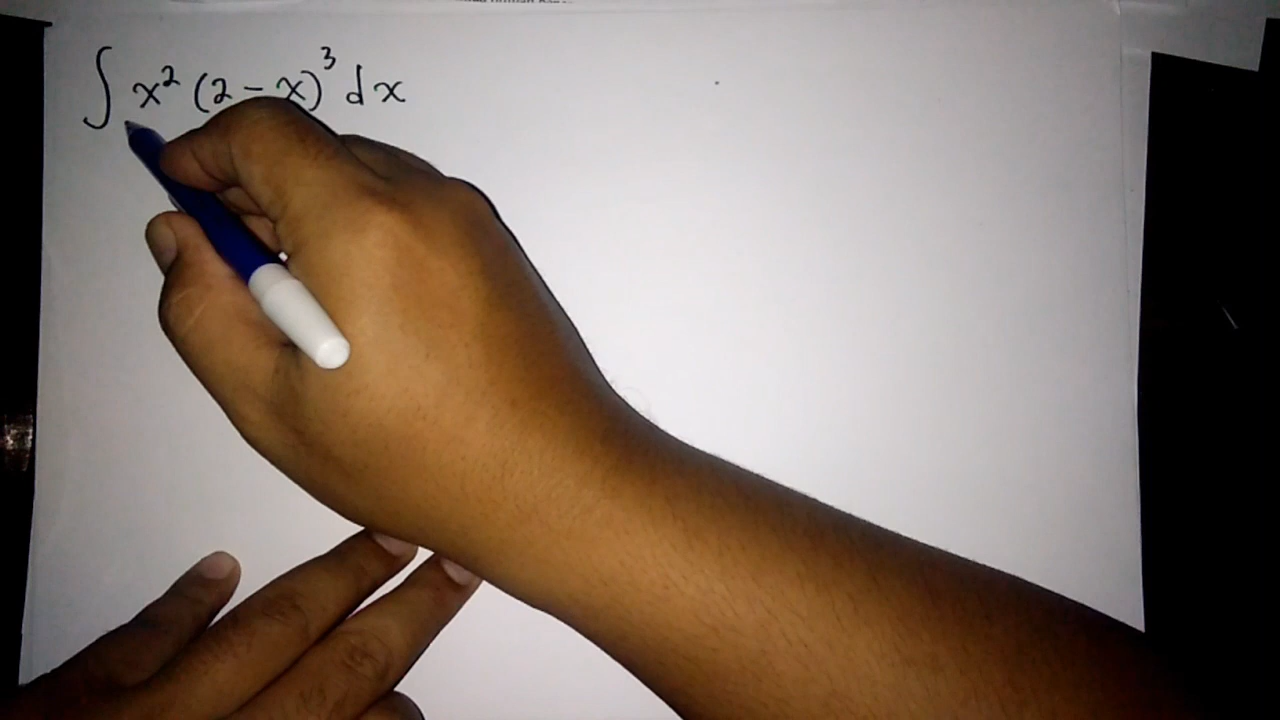 ∫ x² (2 - x)³ dx